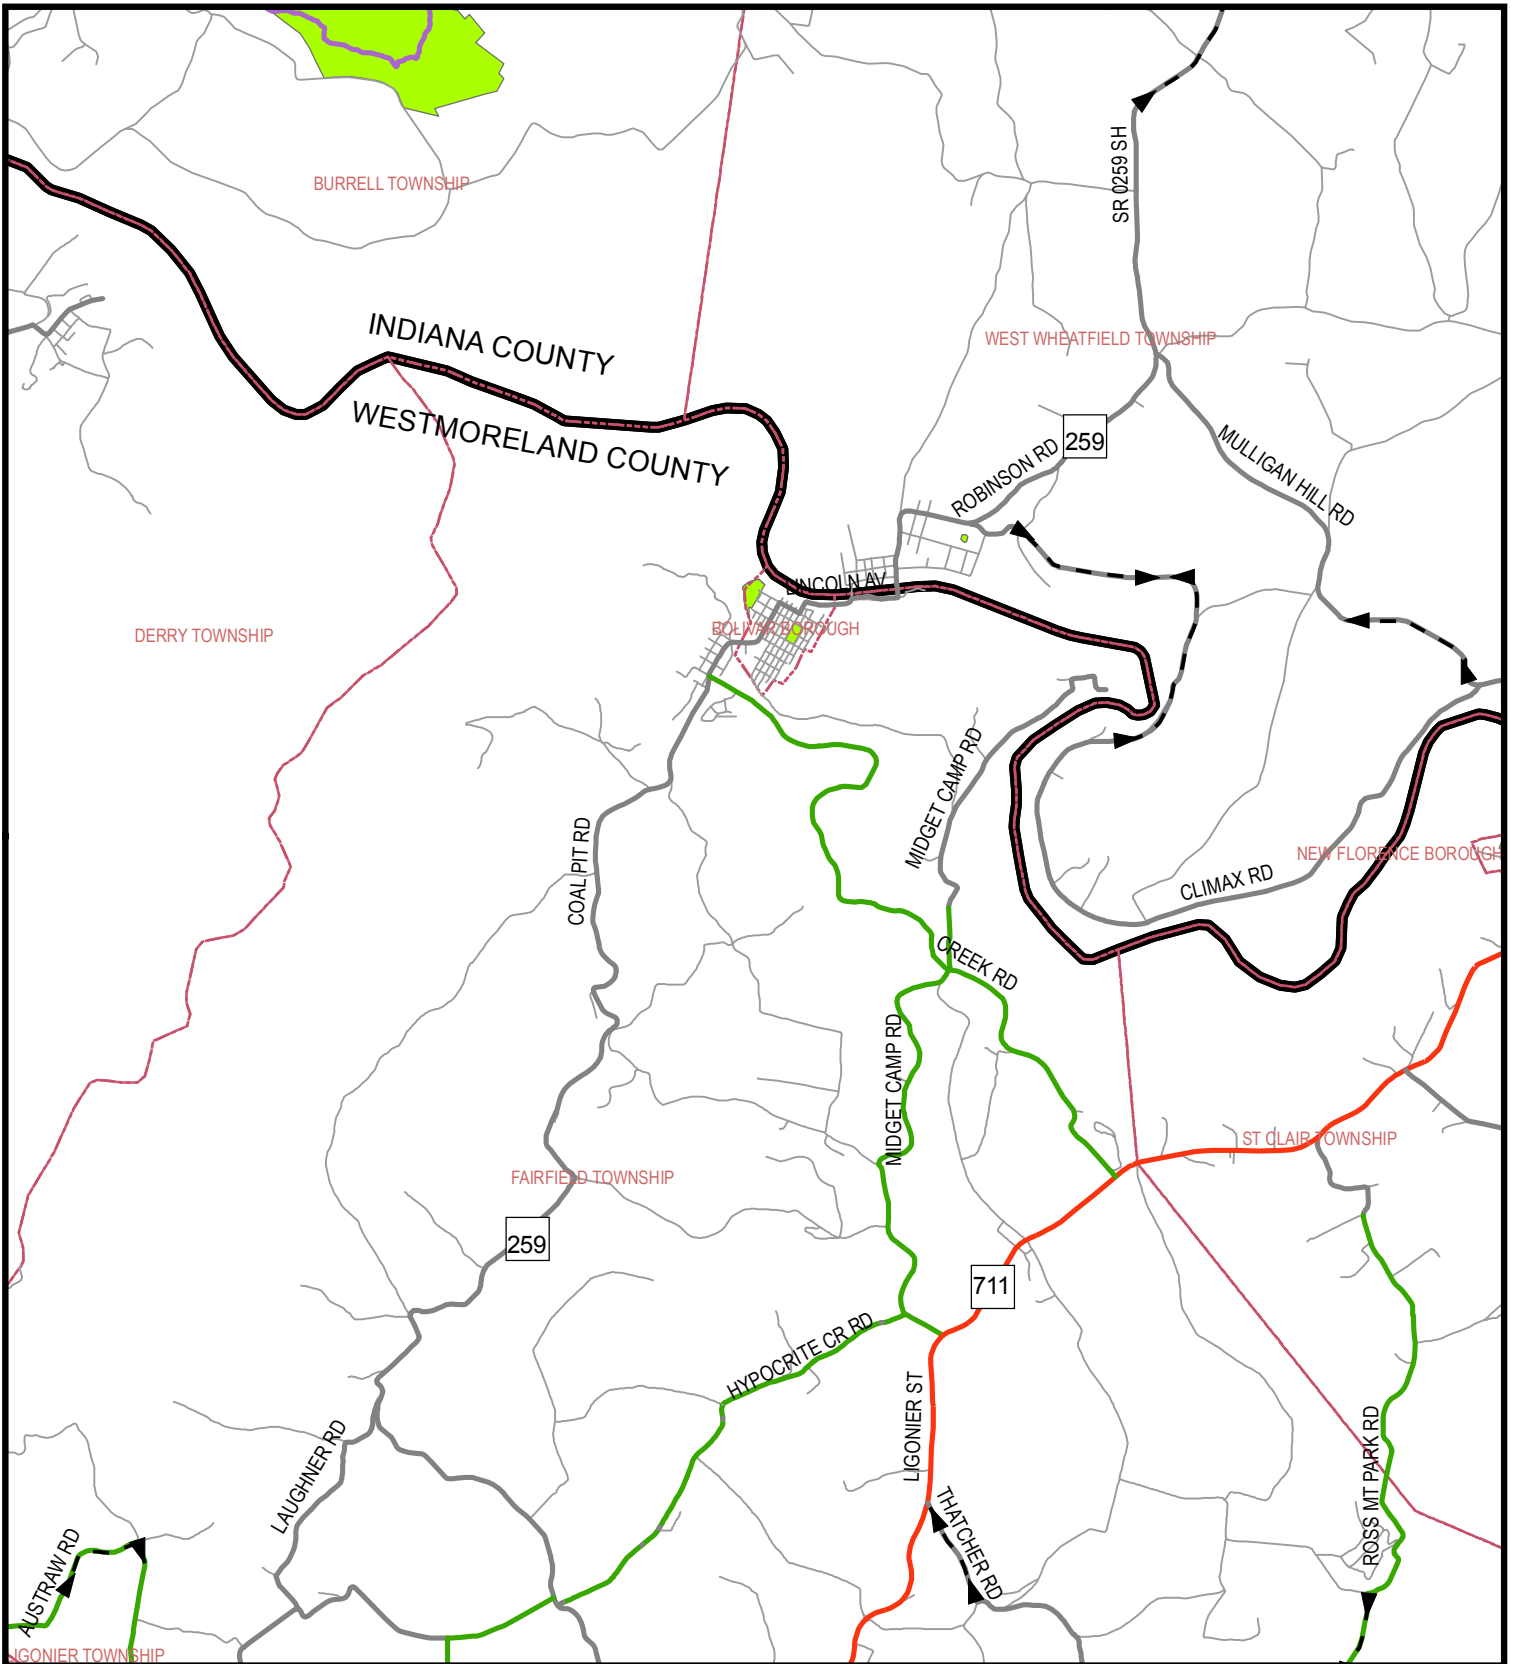 SR 0259 SH
BURRELL TOWNSHIP
INDIANA COUNTY
WEST WHEATFIELD TOWNSHIP
WESTMORELAND COUNTY
259
ROBINSON RD
MULLIGAN HILL RD
LINCOLN AV
DERRY TOWNSHIP
BOLIVAR BOROUGH
MIDGET CAMP RD
COAL PIT RD
NEW FLORENCE BOROUGH
CLIMAX RD
CREEK RD
MIDGET CAMP RD
ST CLAIR TOWNSHIP
FAIRFIELD TOWNSHIP
259
711
HYPOCRITE CR RD
LIGONIER ST
LAUGHNER RD
ROSS MT PARK RD
THATCHER RD
AUSTRAW RD
IGONIER TOWNSHIP